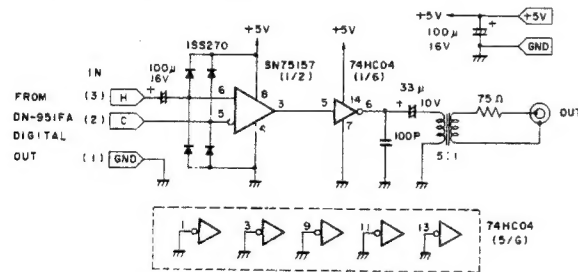 +5V
+5V
+5V
+5V
100μ
16V
GND
1SS270
SN75157
(1/2)
74HC04
(1/6)
IN
100μ
16V
FROM
(3)
H
6
8
3
5
14
6
33μ
10V
75Ω
OUT
DN-951FA
(2)
C
5
DIGITAL
7
100P
OUT
(1)
GND
5:1
1
3
9
11
13
74HC04
(5/6)